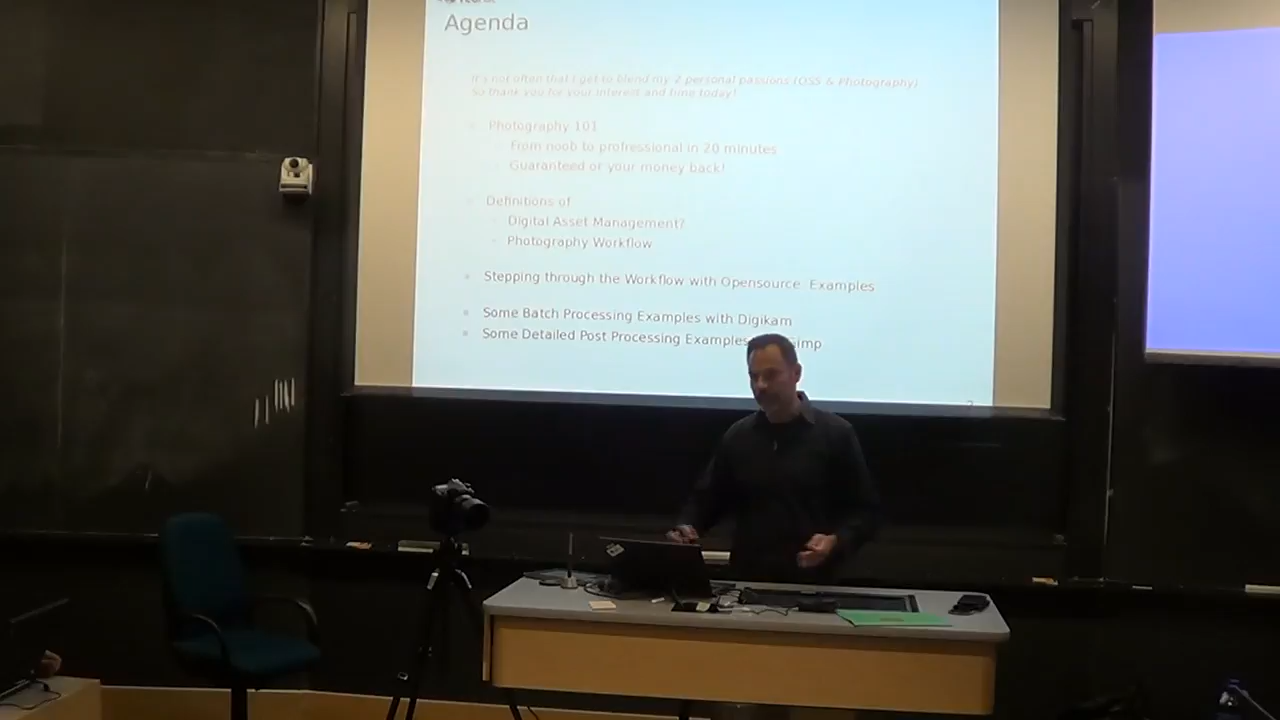 Agenda
It's not often that I get to blend my 2 personal passions (OSS & Photography)
So thank you for your interest and time today!
Photography 101
From noob to professional in 20 minutes
Guaranteed or your money back!
Definitions of
Digital Asset Management?
Photography Workflow
Stepping through the Workflow with Opensource Examples
Some Batch Processing Examples with Digikam
Some Detailed Post Processing Examples Gimp